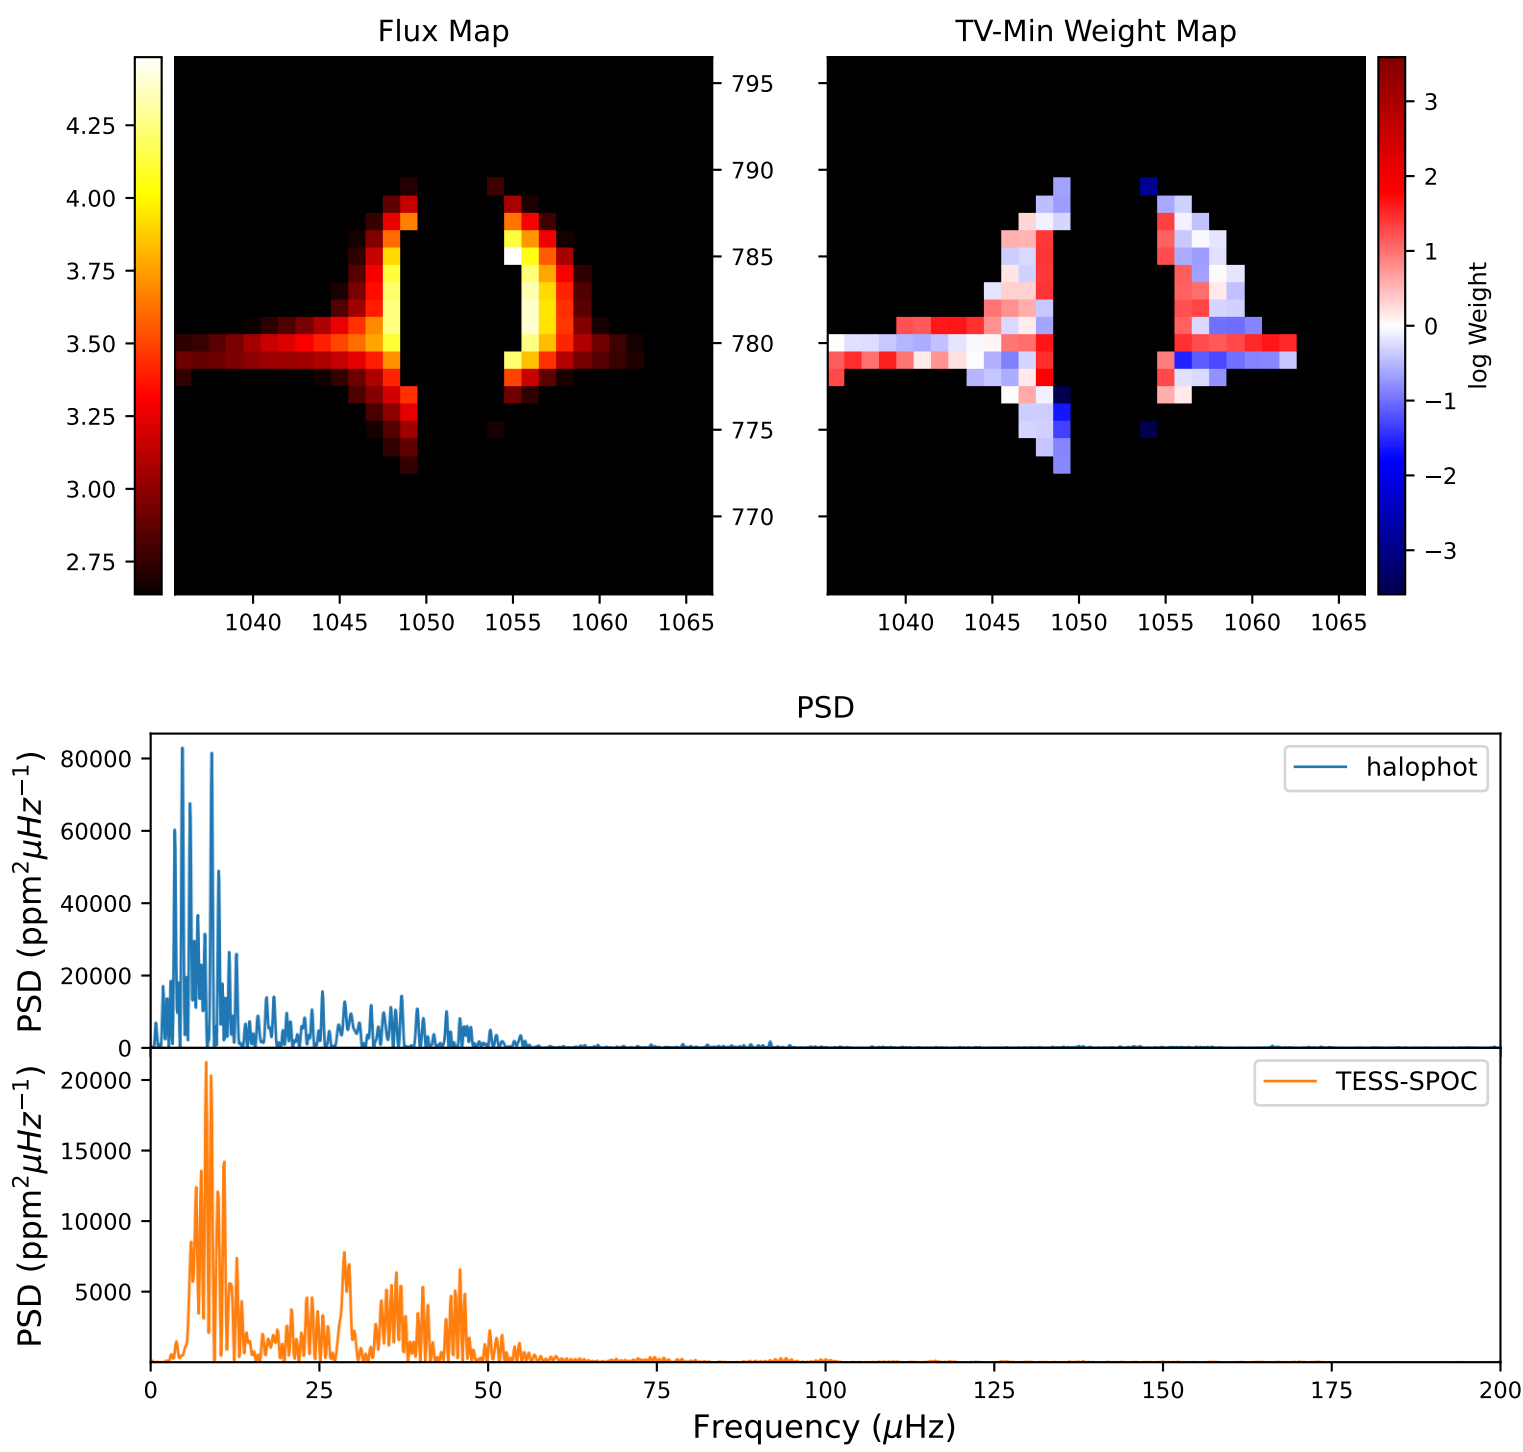 Flux Map
TV-Min Weight Map
4.25
4.00
3.75
3.50
3.25
3.00
2.75
795
790
785
780
775
770
1040 1045 1050 1055 1060 1065
1040 1045 1050 1055 1060 1065
3
2
1
0
−1
−2
−3
log Weight
PSD
PSD (ppm²μHz⁻¹)
80000
60000
40000
20000
0
halophot
PSD (ppm²μHz⁻¹)
20000
15000
10000
5000
TESS-SPOC
0 25 50 75 100 125 150 175 200
Frequency (μHz)